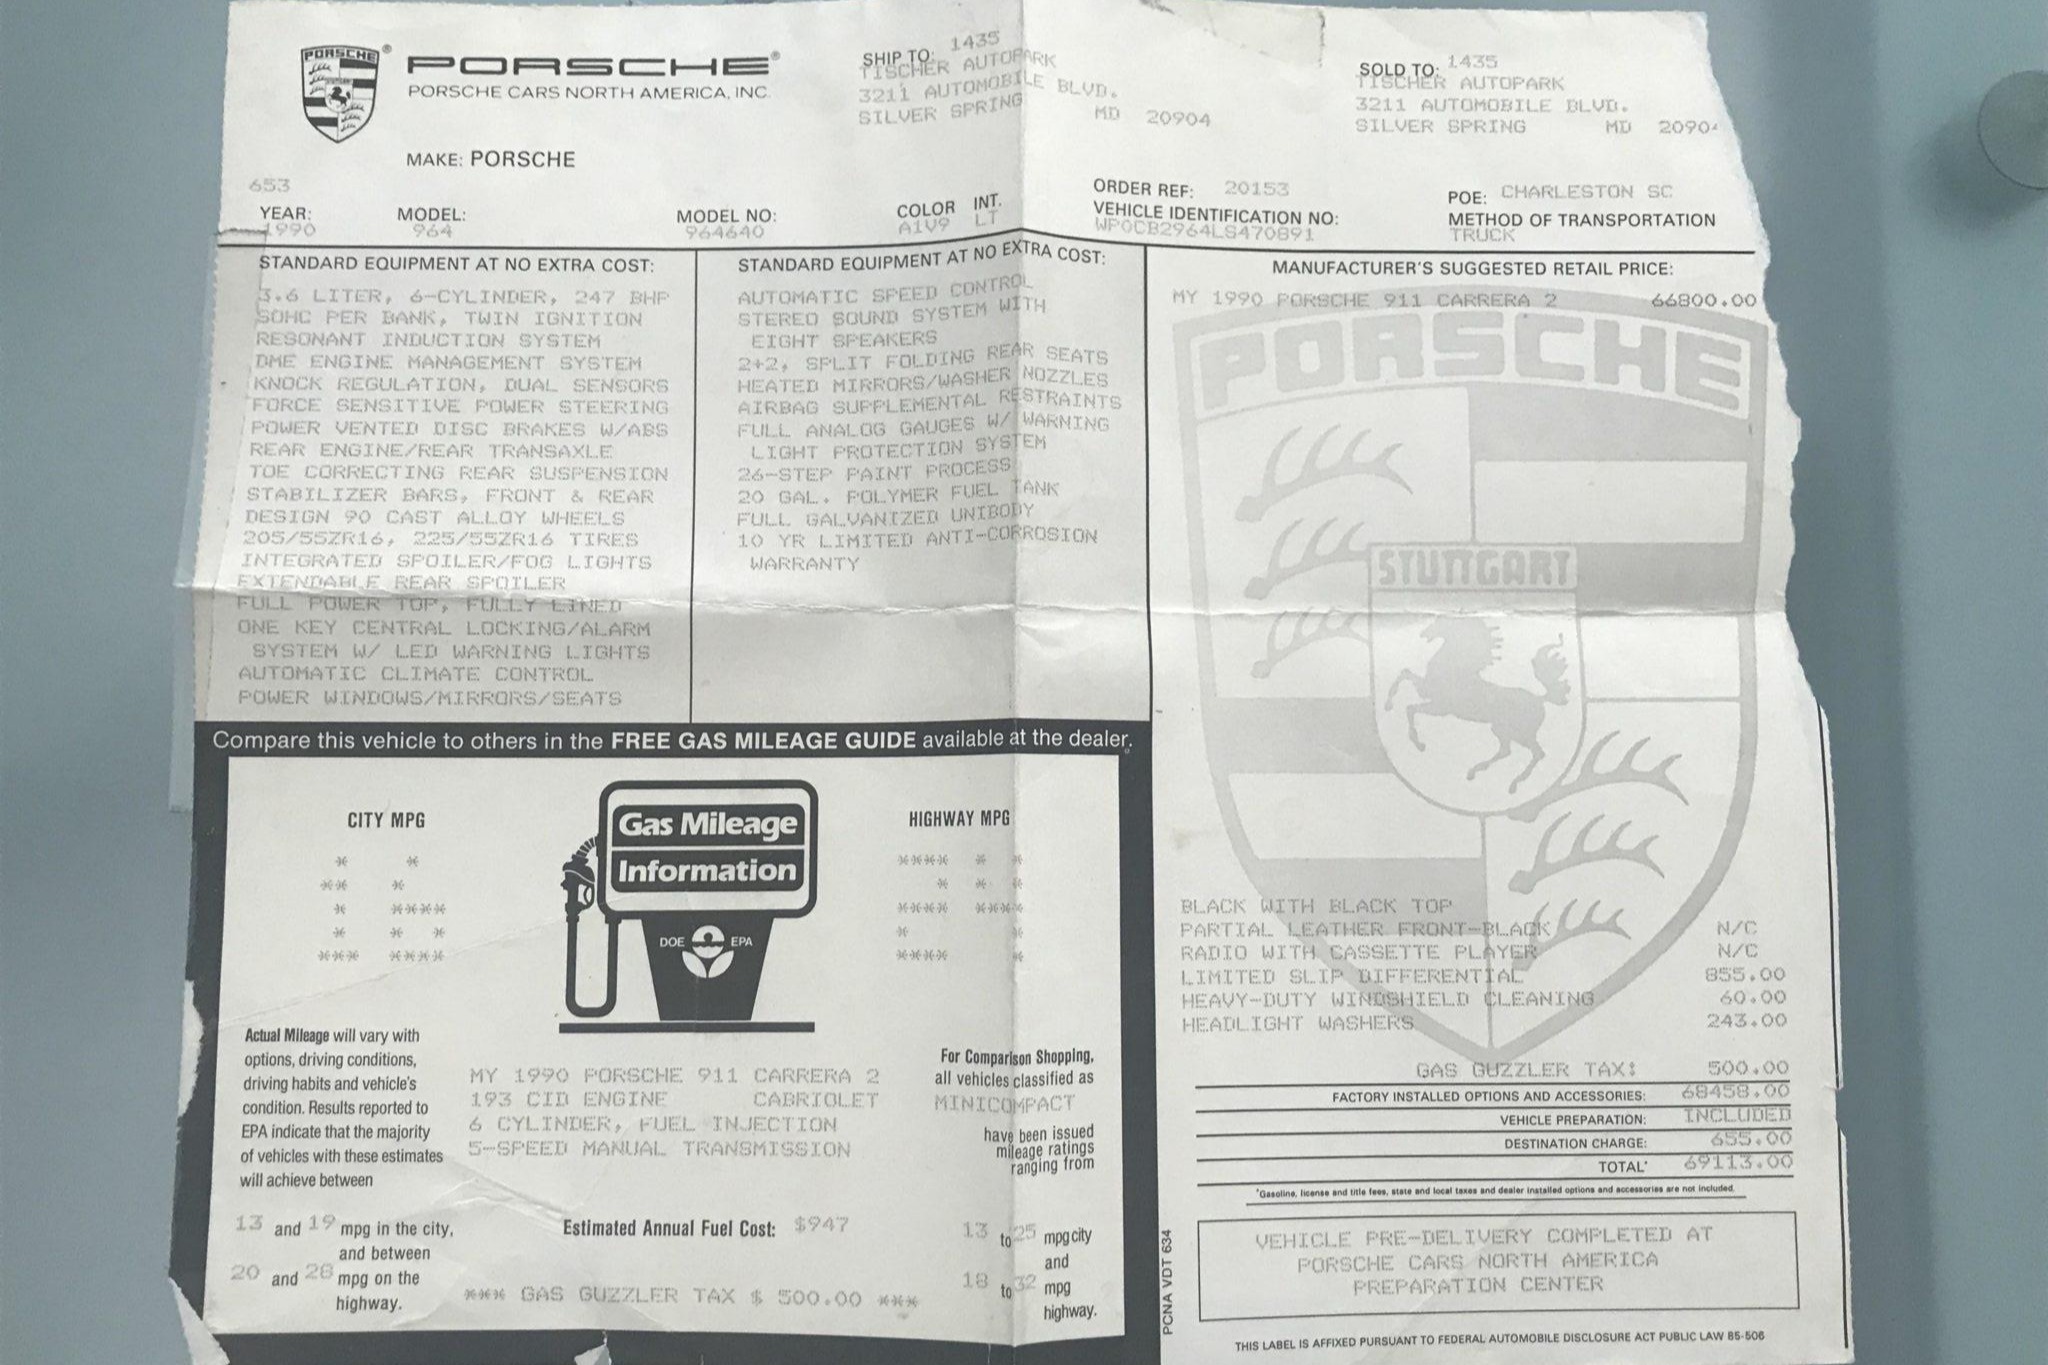 PORSCHE
PORSCHE®
PORSCHE CARS NORTH AMERICA, INC.
MAKE: PORSCHE
SHIP TO: 1435
TISCHER AUTOPARK
3211 AUTOMOBILE BLVD.
SILVER SPRING MD 20904
SOLD TO: 1435
TISCHER AUTOPARK
3211 AUTOMOBILE BLVD.
SILVER SPRING MD 20904
653
YEAR: MODEL: MODEL NO: COLOR INT.
1990 964 964640 A1V9 LT
ORDER REF: 20153
VEHICLE IDENTIFICATION NO:
WP0CB2964LS470891
POE: CHARLESTON SC
METHOD OF TRANSPORTATION
TRUCK
STANDARD EQUIPMENT AT NO EXTRA COST:
3.6 LITER, 6-CYLINDER, 247 BHP
SOHC PER BANK, TWIN IGNITION
RESONANT INDUCTION SYSTEM
DME ENGINE MANAGEMENT SYSTEM
KNOCK REGULATION, DUAL SENSORS
FORCE SENSITIVE POWER STEERING
POWER VENTED DISC BRAKES W/ABS
REAR ENGINE/REAR TRANSAXLE
TOE CORRECTING REAR SUSPENSION
STABILIZER BARS, FRONT & REAR
DESIGN 90 CAST ALLOY WHEELS
205/55ZR16, 225/55ZR16 TIRES
INTEGRATED SPOILER/FOG LIGHTS
EXTENDABLE REAR SPOILER
FULL POWER TOP, FULLY LINED
ONE KEY CENTRAL LOCKING/ALARM
SYSTEM W/ LED WARNING LIGHTS
AUTOMATIC CLIMATE CONTROL
POWER WINDOWS/MIRRORS/SEATS
STANDARD EQUIPMENT AT NO EXTRA COST:
AUTOMATIC SPEED CONTROL
STEREO SOUND SYSTEM WITH
EIGHT SPEAKERS
2+2, SPLIT FOLDING REAR SEATS
HEATED MIRRORS/WASHER NOZZLES
AIRBAG SUPPLEMENTAL RESTRAINTS
FULL ANALOG GAUGES W/ WARNING
LIGHT PROTECTION SYSTEM
26-STEP PAINT PROCESS
20 GAL. POLYMER FUEL TANK
FULL GALVANIZED UNIBODY
10 YR LIMITED ANTI-CORROSION
WARRANTY
MANUFACTURER'S SUGGESTED RETAIL PRICE:
MY 1990 PORSCHE 911 CARRERA 2 66800.00
PORSCHE
STUTTGART
BLACK WITH BLACK TOP
PARTIAL LEATHER FRONT-BLACK N/C
RADIO WITH CASSETTE PLAYER N/C
LIMITED SLIP DIFFERENTIAL 855.00
HEAVY-DUTY WINDSHIELD CLEANING 60.00
HEADLIGHT WASHERS 243.00
GAS GUZZLER TAX: 500.00
FACTORY INSTALLED OPTIONS AND ACCESSORIES: 68458.00
VEHICLE PREPARATION: INCLUDED
DESTINATION CHARGE: 655.00
TOTAL* 69113.00
*Gasoline, license and title fees, state and local taxes and dealer installed options and accessories are not included.
VEHICLE PRE-DELIVERY COMPLETED AT
PORSCHE CARS NORTH AMERICA
PREPARATION CENTER
THIS LABEL IS AFFIXED PURSUANT TO FEDERAL AUTOMOBILE DISCLOSURE ACT PUBLIC LAW 85-506
PCNA VDT 634
Compare this vehicle to others in the FREE GAS MILEAGE GUIDE available at the dealer.
CITY MPG
Gas Mileage
Information
DOE EPA
HIGHWAY MPG
* * **** * *
** * * * *
* **** **** ****
* * * * *
*** **** **** *
Actual Mileage will vary with
options, driving conditions,
driving habits and vehicle's
condition. Results reported to
EPA indicate that the majority
of vehicles with these estimates
will achieve between
13 and 19 mpg in the city,
and between
20 and 28 mpg on the
highway.
MY 1990 PORSCHE 911 CARRERA 2
193 CID ENGINE CABRIOLET
6 CYLINDER, FUEL INJECTION
5-SPEED MANUAL TRANSMISSION
Estimated Annual Fuel Cost: $947
*** GAS GUZZLER TAX $ 500.00 ***
For Comparison Shopping,
all vehicles classified as
MINICOMPACT
have been issued
mileage ratings
ranging from
13 to 25 mpg city
and
18 to 32 mpg
highway.